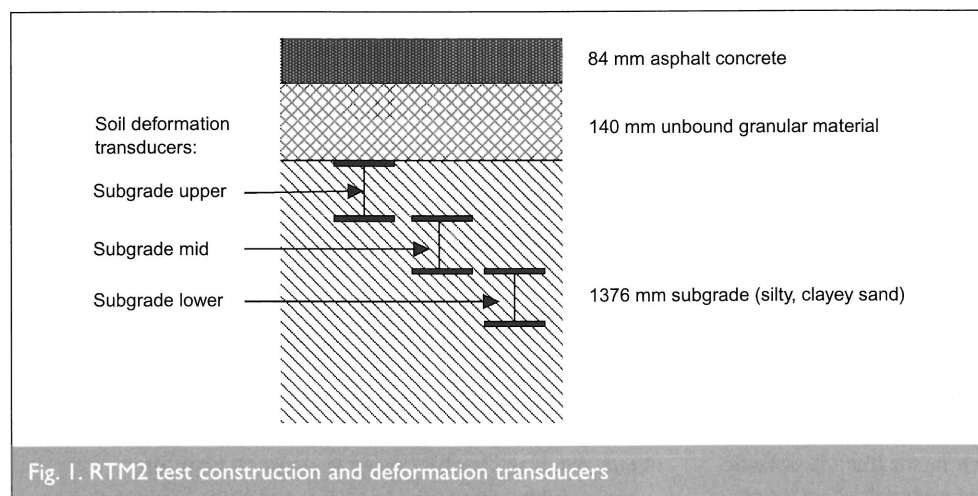 84 mm asphalt concrete
Soil deformation
transducers:
140 mm unbound granular material
Subgrade upper
Subgrade mid
Subgrade lower
1376 mm subgrade (silty, clayey sand)
Fig. 1. RTM2 test construction and deformation transducers